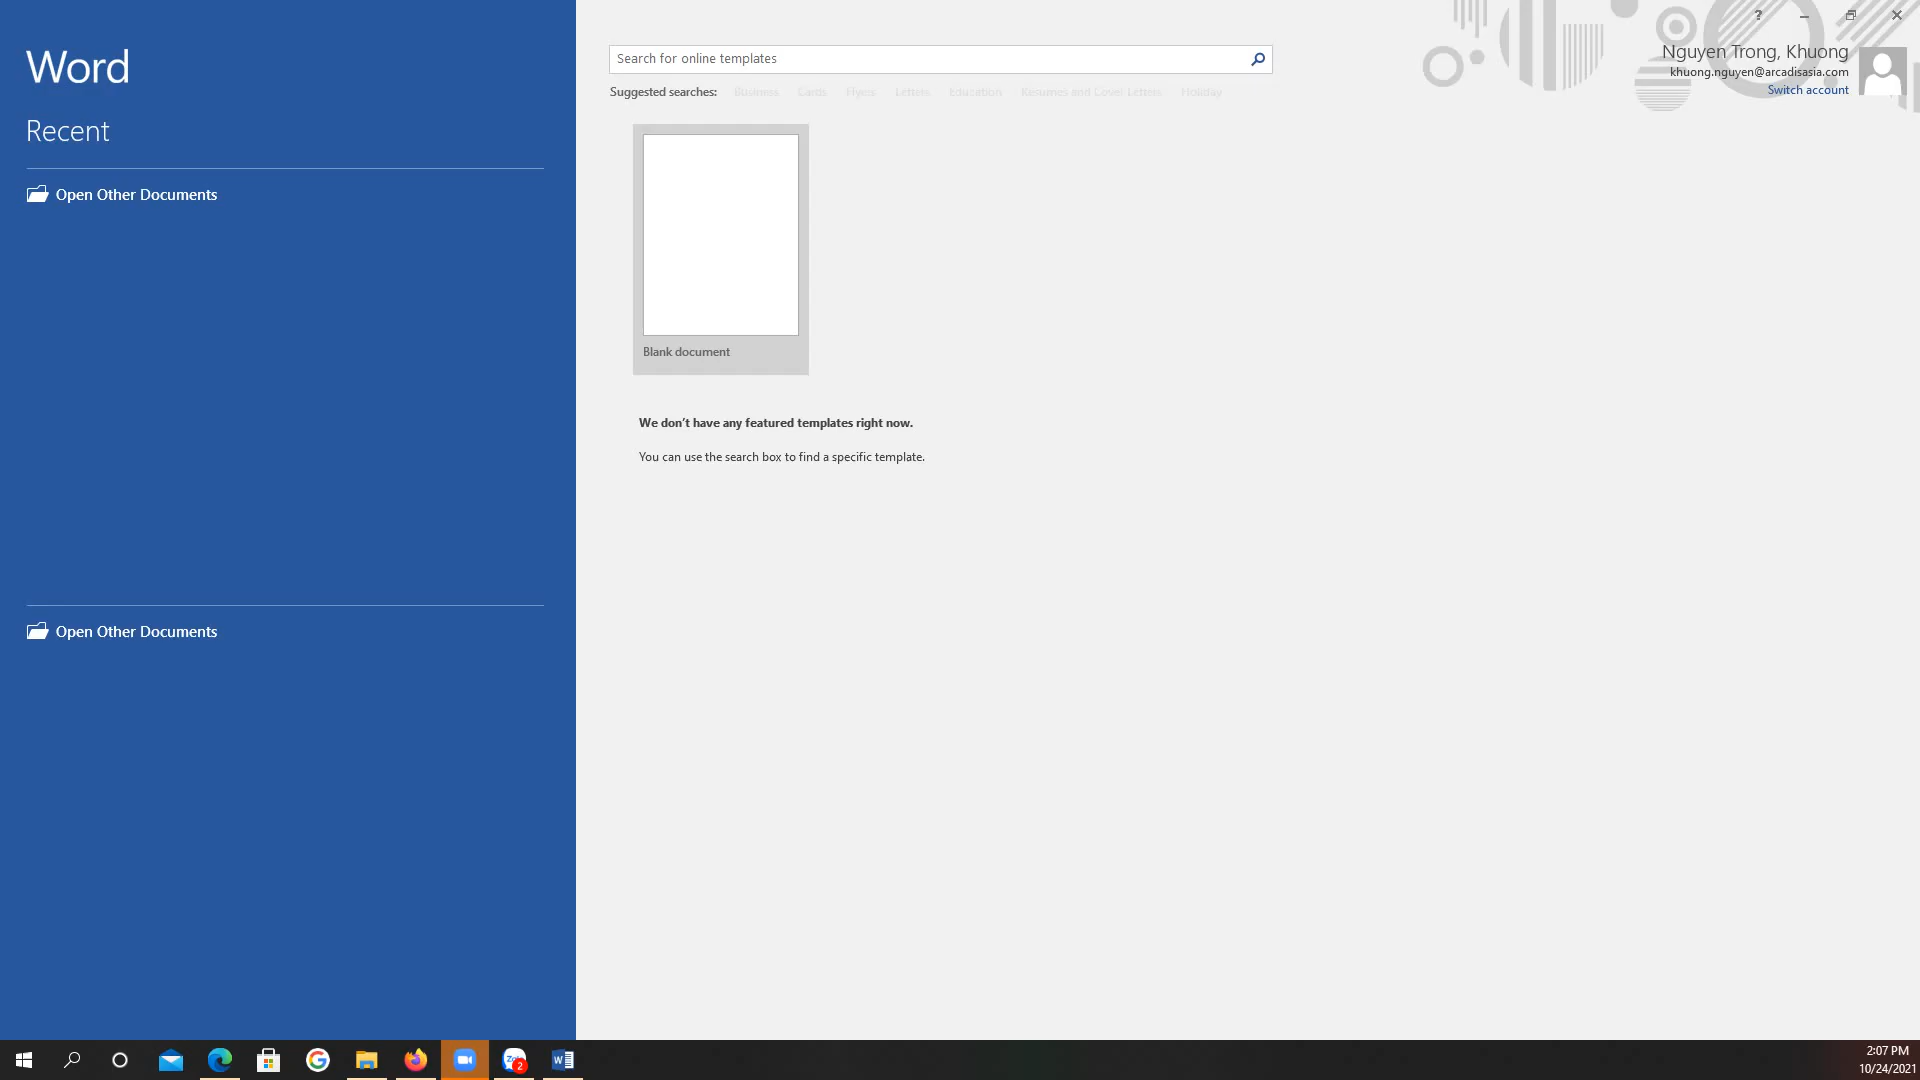 Word
Recent
Open Other Documents
Open Other Documents
Search for online templates
Suggested searches: Business Cards Flyers Letters Education Resumes and Cover Letters Holiday
Blank document
We don't have any featured templates right now.
You can use the search box to find a specific template.
?
Nguyen Trong, Khuong
khuong.nguyen@arcadisasia.com
Switch account
2
2:07 PM
10/24/2021